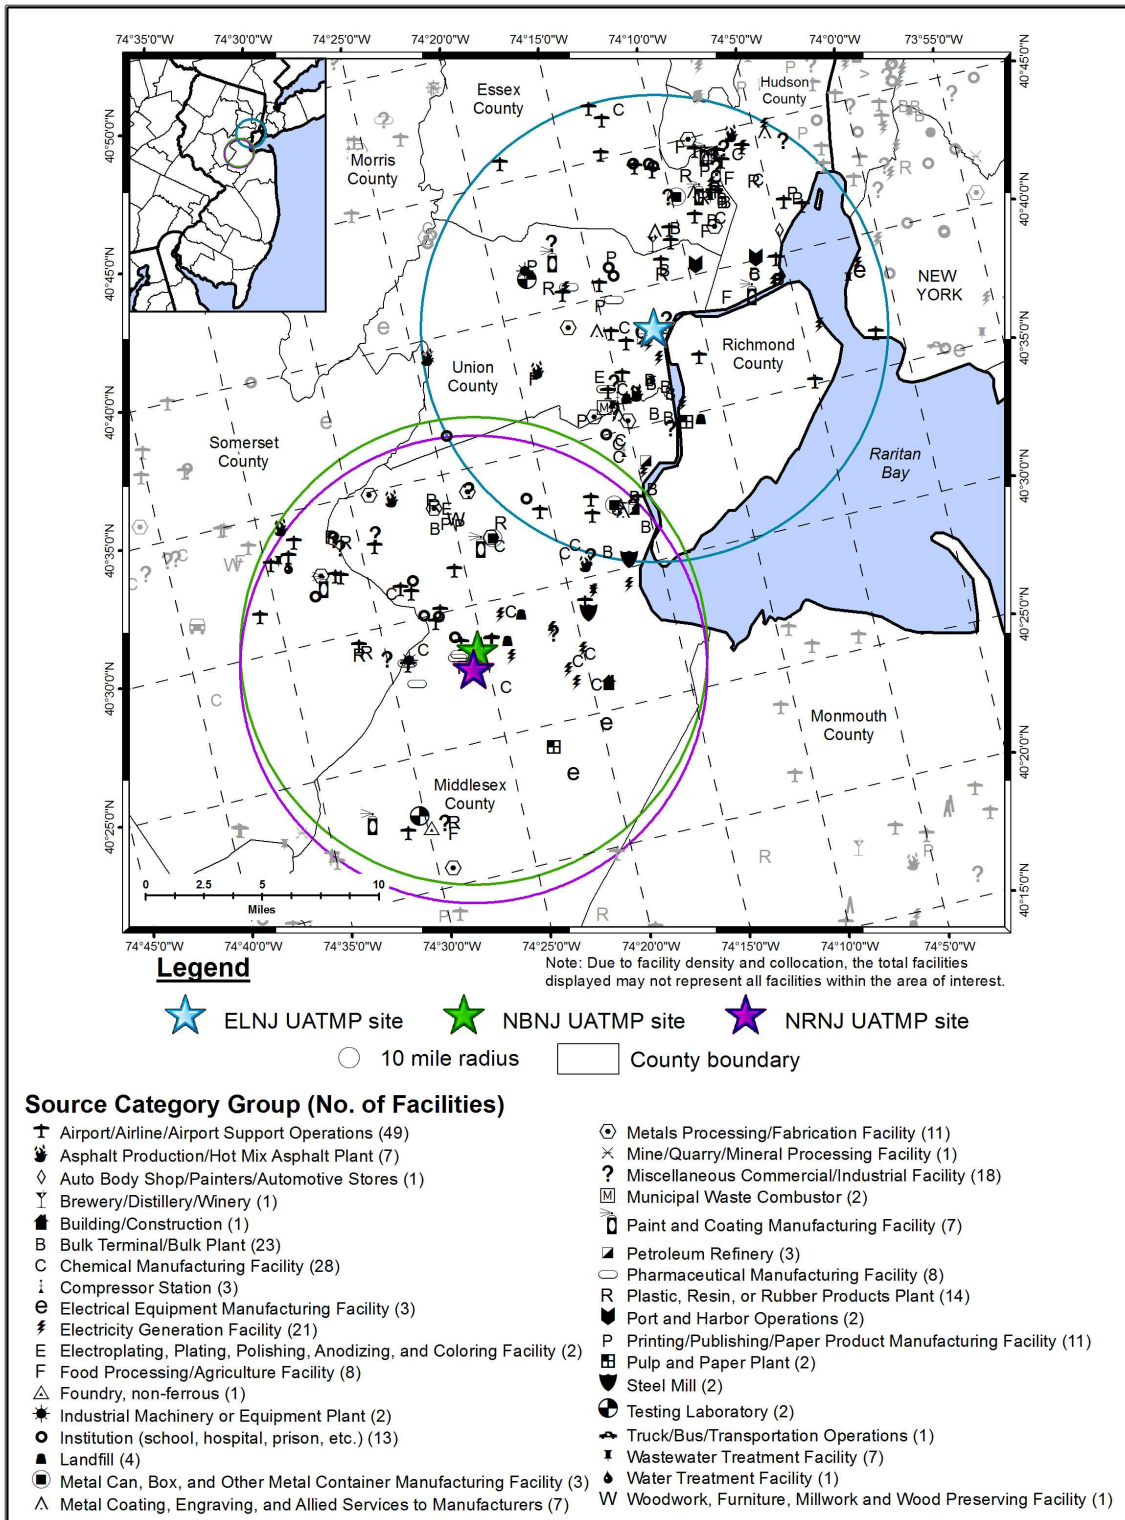 74°35'0"W 74°30'0"W 74°25'0"W 74°20'0"W 74°15'0"W 74°10'0"W 74°5'0"W 74°0'0"W 73°55'0"W
40°50'0"N
40°45'0"N
40°40'0"N
40°35'0"N
40°30'0"N
40°25'0"N
40°45'0"N
40°40'0"N
40°35'0"N
40°30'0"N
40°25'0"N
40°20'0"N
40°15'0"N
Essex
County
Hudson
County
Morris
County
NEW
YORK
Richmond
County
Union
County
Somerset
County
Raritan
Bay
Monmouth
County
Middlesex
County
0 2.5 5 10
Miles
74°45'0"W 74°40'0"W 74°35'0"W 74°30'0"W 74°25'0"W 74°20'0"W 74°15'0"W 74°10'0"W 74°5'0"W
Legend
Note: Due to facility density and collocation, the total facilities
displayed may not represent all facilities within the area of interest.
ELNJ UATMP site NBNJ UATMP site NRNJ UATMP site
10 mile radius County boundary
Source Category Group (No. of Facilities)
Airport/Airline/Airport Support Operations (49)
Asphalt Production/Hot Mix Asphalt Plant (7)
Auto Body Shop/Painters/Automotive Stores (1)
Brewery/Distillery/Winery (1)
Building/Construction (1)
B Bulk Terminal/Bulk Plant (23)
C Chemical Manufacturing Facility (28)
Compressor Station (3)
e Electrical Equipment Manufacturing Facility (3)
Electricity Generation Facility (21)
E Electroplating, Plating, Polishing, Anodizing, and Coloring Facility (2)
F Food Processing/Agriculture Facility (8)
Foundry, non-ferrous (1)
Industrial Machinery or Equipment Plant (2)
Institution (school, hospital, prison, etc.) (13)
Landfill (4)
Metal Can, Box, and Other Metal Container Manufacturing Facility (3)
Metal Coating, Engraving, and Allied Services to Manufacturers (7)
Metals Processing/Fabrication Facility (11)
Mine/Quarry/Mineral Processing Facility (1)
? Miscellaneous Commercial/Industrial Facility (18)
M Municipal Waste Combustor (2)
Paint and Coating Manufacturing Facility (7)
Petroleum Refinery (3)
Pharmaceutical Manufacturing Facility (8)
R Plastic, Resin, or Rubber Products Plant (14)
Port and Harbor Operations (2)
P Printing/Publishing/Paper Product Manufacturing Facility (11)
Pulp and Paper Plant (2)
Steel Mill (2)
Testing Laboratory (2)
Truck/Bus/Transportation Operations (1)
Wastewater Treatment Facility (7)
Water Treatment Facility (1)
W Woodwork, Furniture, Millwork and Wood Preserving Facility (1)